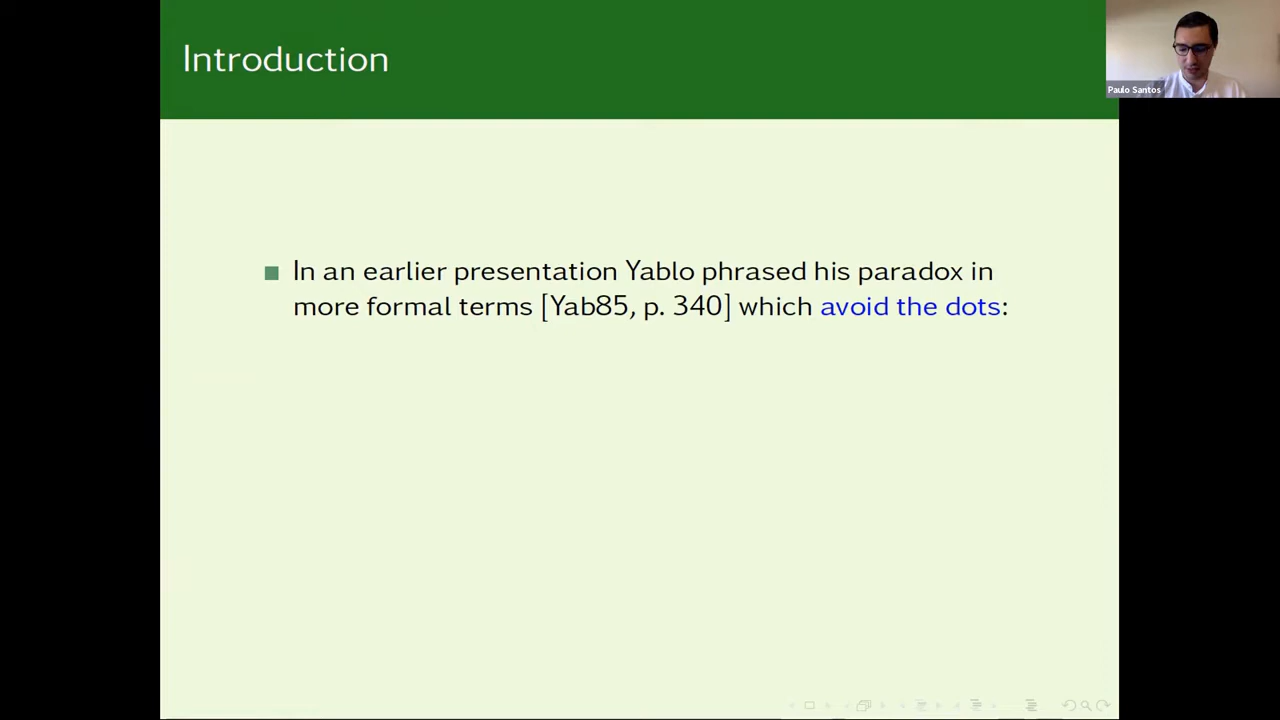 Introduction
Paulo Santos
In an earlier presentation Yablo phrased his paradox in
more formal terms [Yab85, p. 340] which avoid the dots: